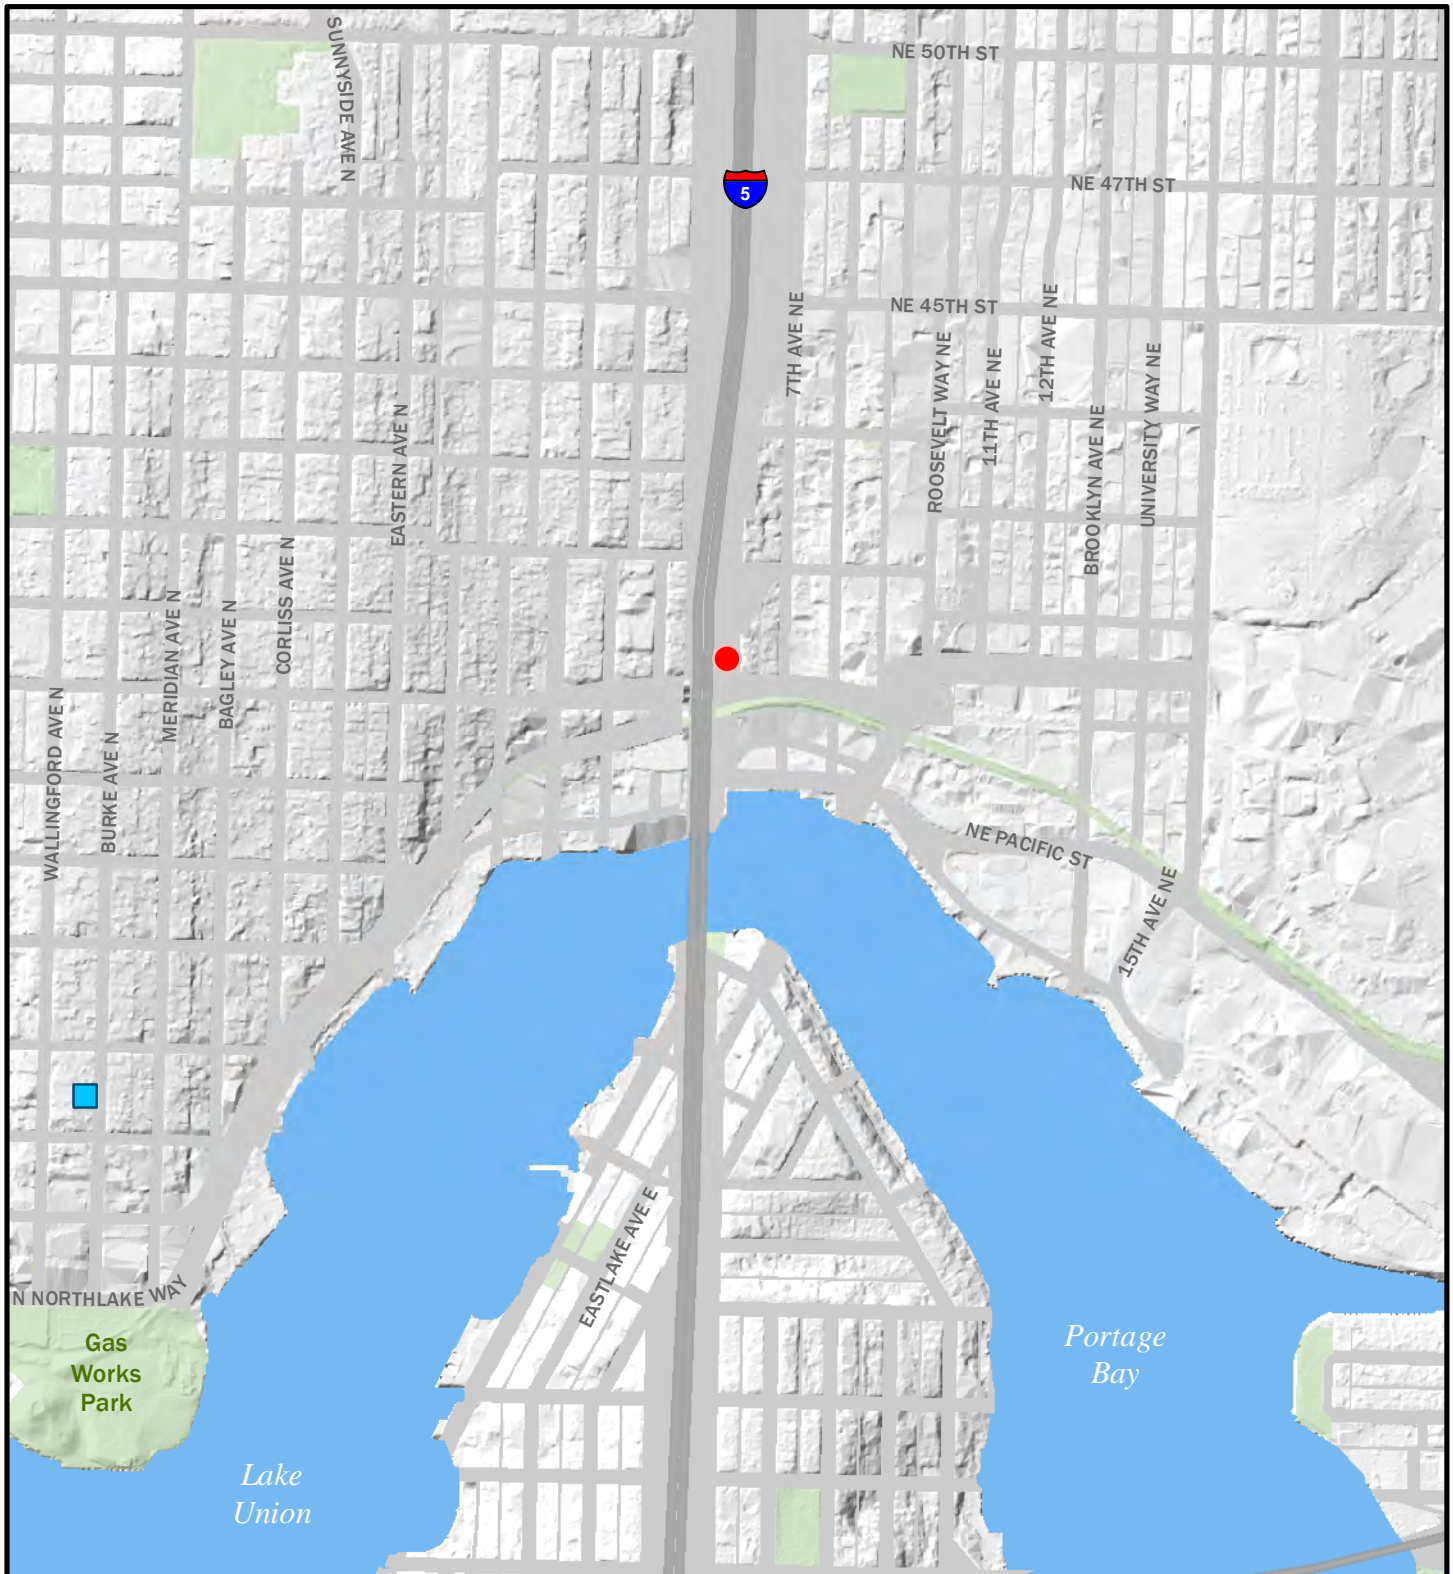 SUNNYSIDE AVE N
NE 50TH ST
5
NE 47TH ST
NE 45TH ST
7TH AVE NE
12TH AVE NE
ROOSEVELT WAY NE
11TH AVE NE
UNIVERSITY WAY NE
BROOKLYN AVE NE
EASTERN AVE N
CORLISS AVE N
MERIDIAN AVE N
BAGLEY AVE N
WALLINGFORD AVE N
BURKE AVE N
NE PACIFIC ST
15TH AVE NE
EASTLAKE AVE E
N NORTHLAKE WAY
Gas
Works
Park
Portage
Bay
Lake
Union